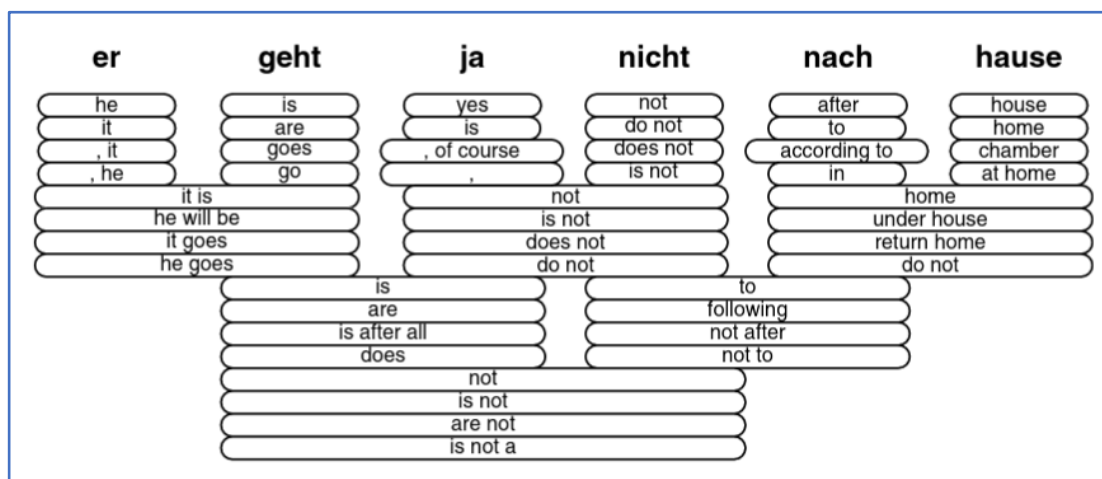 er geht ja nicht nach hause
he is yes not after house
it are is do not to home
, it goes , of course does not according to chamber
, he go , is not in at home
it is not home
he will be is not under house
it goes does not return home
he goes do not do not
is to
are following
is after all not after
does not to
not
is not
are not
is not a